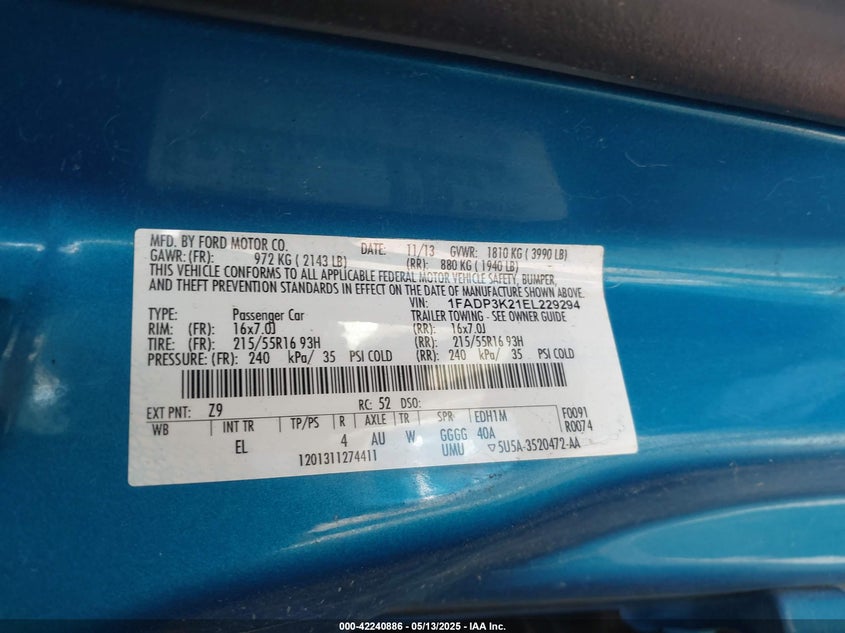 MFD. BY FORD MOTOR CO. DATE: 11/13 GVWR: 1810 KG ( 3990 LB)
GAWR: (FR): 972 KG ( 2143 LB) (RR): 880 KG ( 1940 LB) -
THIS VEHICLE CONFORMS TO ALL APPLICABLE FEDERAL MOTOR VEHICLE SAFETY, BUMPER,
AND THEFT PREVENTION STANDARDS IN EFFECT ON THE DATE OF MANUFACTURE SHOWN ABOVE.
VIN: 1FADP3K21EL229294
TYPE: Passenger Car TRAILER TOWING - SEE OWNER GUIDE
RIM: (FR): 16x7.0J (RR): 16x7.0J
TIRE: (FR): 215/55R16 93H (RR): 215/55R16 93H
PRESSURE: (FR): 240 kPa/ 35 PSI COLD (RR): 240 kPa/ 35 PSI COLD
EXT PNT: Z9 RC: 52 DSO: F0091
WB INT TR TP/PS R AXLE TR SPR EDH1M R0074
EL 4 AU W GGGG 40A
1201311274411 UMU ▽5U5A-3520472-AA
000-42240886 | 05/13/2025 - IAA Inc.